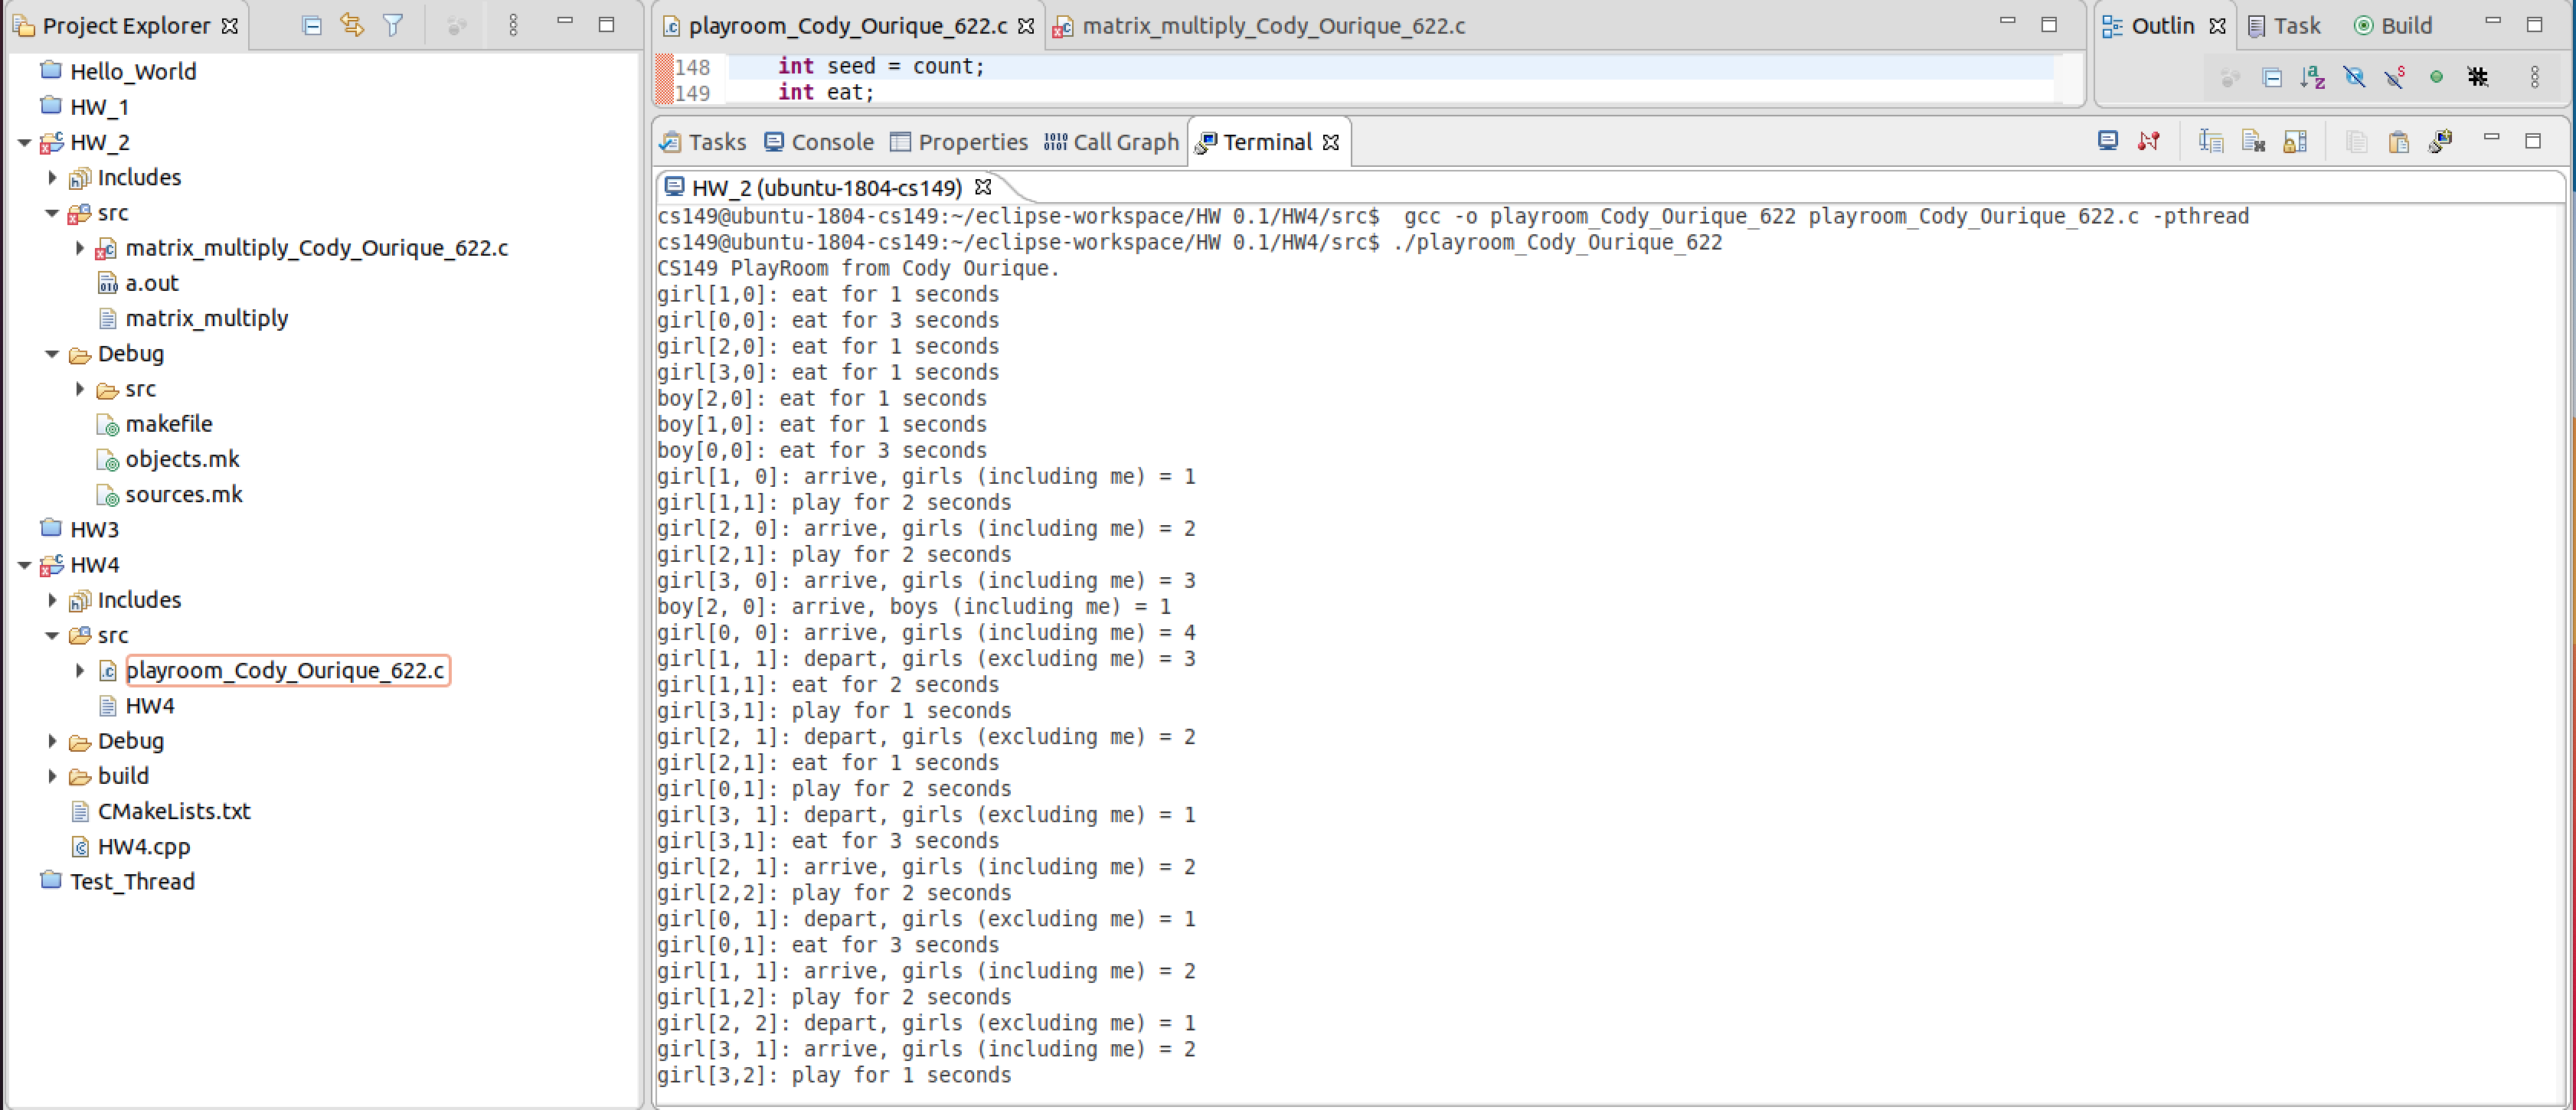 Project Explorer
Hello_World
HW_1
HW_2
Includes
src
matrix_multiply_Cody_Ourique_622.c
a.out
matrix_multiply
Debug
src
makefile
objects.mk
sources.mk
HW3
HW4
Includes
src
playroom_Cody_Ourique_622.c
HW4
Debug
build
CMakeLists.txt
HW4.cpp
Test_Thread
playroom_Cody_Ourique_622.c matrix_multiply_Cody_Ourique_622.c
148 int seed = count;
149 int eat;
Outlin Task Build
Tasks Console Properties Call Graph Terminal
HW_2 (ubuntu-1804-cs149)
cs149@ubuntu-1804-cs149:~/eclipse-workspace/HW 0.1/HW4/src$  gcc -o playroom_Cody_Ourique_622 playroom_Cody_Ourique_622.c -pthread
cs149@ubuntu-1804-cs149:~/eclipse-workspace/HW 0.1/HW4/src$ ./playroom_Cody_Ourique_622
CS149 PlayRoom from Cody Ourique.
girl[1,0]: eat for 1 seconds
girl[0,0]: eat for 3 seconds
girl[2,0]: eat for 1 seconds
girl[3,0]: eat for 1 seconds
boy[2,0]: eat for 1 seconds
boy[1,0]: eat for 1 seconds
boy[0,0]: eat for 3 seconds
girl[1, 0]: arrive, girls (including me) = 1
girl[1,1]: play for 2 seconds
girl[2, 0]: arrive, girls (including me) = 2
girl[2,1]: play for 2 seconds
girl[3, 0]: arrive, girls (including me) = 3
boy[2, 0]: arrive, boys (including me) = 1
girl[0, 0]: arrive, girls (including me) = 4
girl[1, 1]: depart, girls (excluding me) = 3
girl[1,1]: eat for 2 seconds
girl[3,1]: play for 1 seconds
girl[2, 1]: depart, girls (excluding me) = 2
girl[2,1]: eat for 1 seconds
girl[0,1]: play for 2 seconds
girl[3, 1]: depart, girls (excluding me) = 1
girl[3,1]: eat for 3 seconds
girl[2, 1]: arrive, girls (including me) = 2
girl[2,2]: play for 2 seconds
girl[0, 1]: depart, girls (excluding me) = 1
girl[0,1]: eat for 3 seconds
girl[1, 1]: arrive, girls (including me) = 2
girl[1,2]: play for 2 seconds
girl[2, 2]: depart, girls (excluding me) = 1
girl[3, 1]: arrive, girls (including me) = 2
girl[3,2]: play for 1 seconds